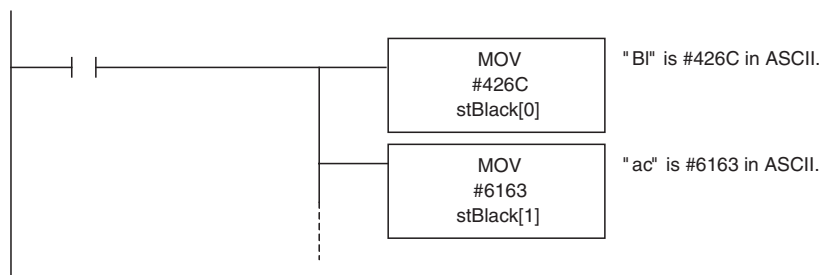 MOV
#426C
stBlack[0]
"Bl" is #426C in ASCII.
MOV
#6163
stBlack[1]
"ac" is #6163 in ASCII.